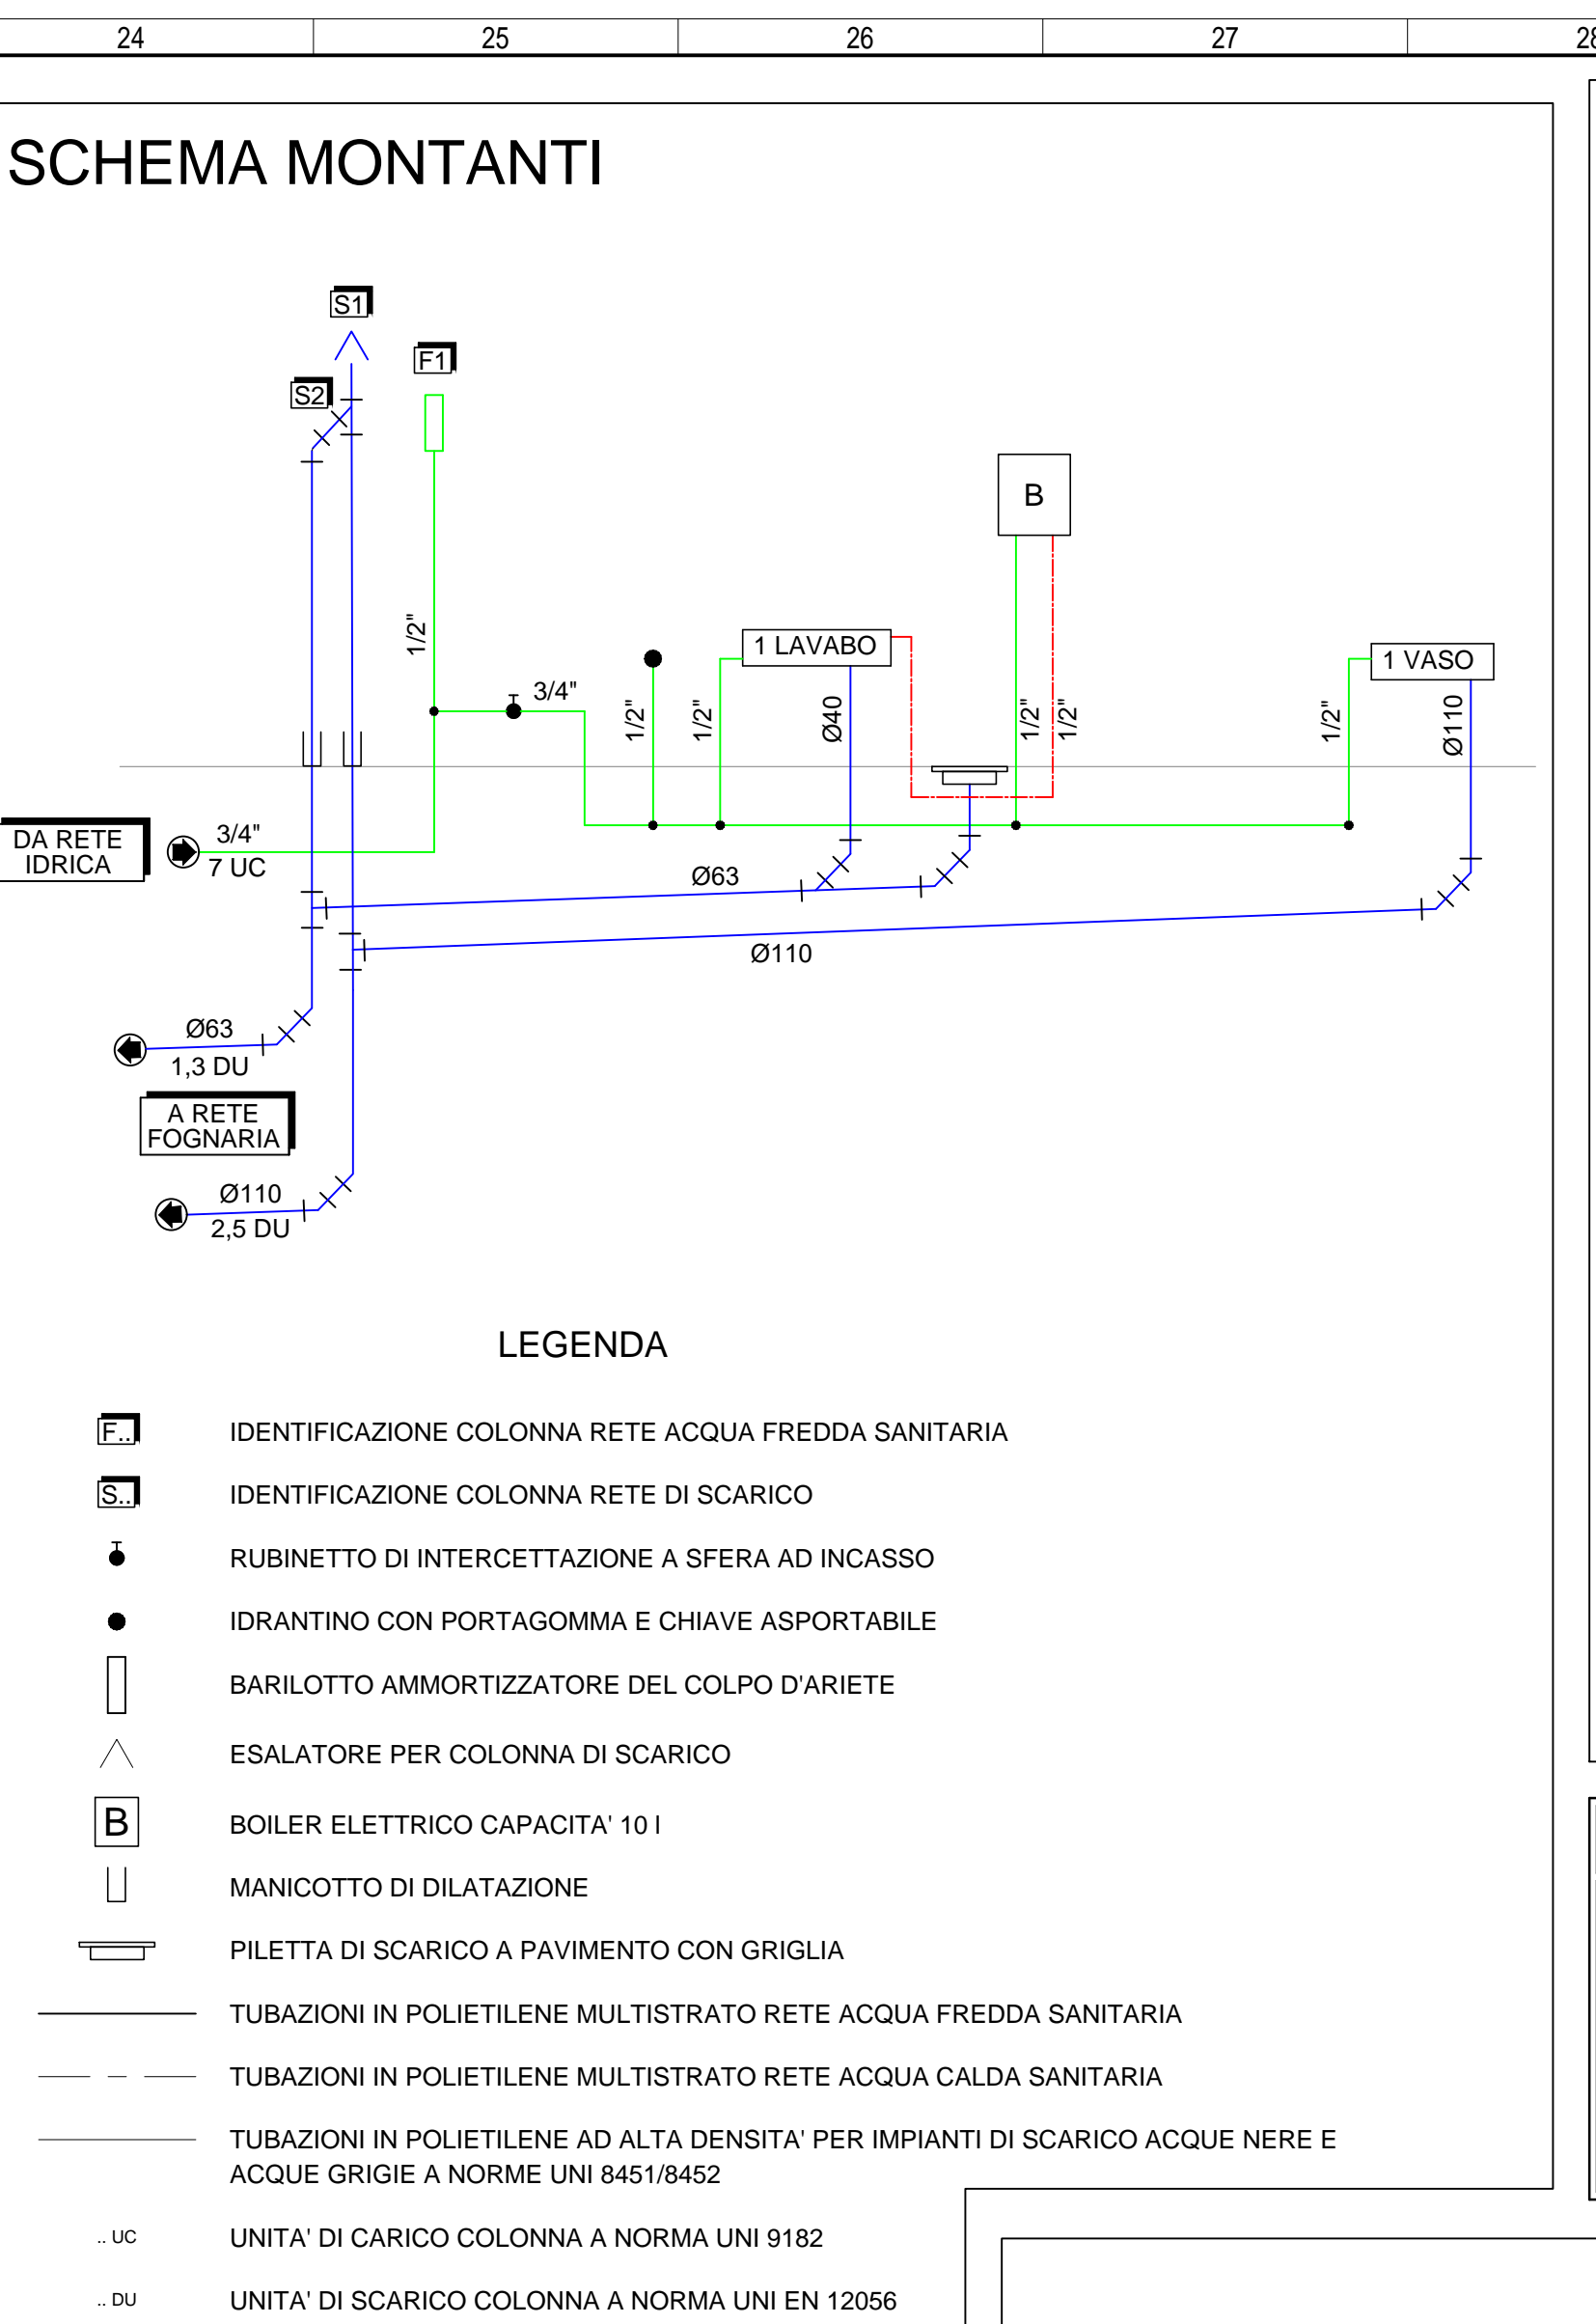 24 25 26 27
SCHEMA MONTANTI
S1
F1
S2
B
1/2"
1 LAVABO
1 VASO
3/4"
1/2"
1/2"
Ø40
1/2"
1/2"
1/2"
Ø110
DA RETE
IDRICA
3/4"
7 UC
Ø63
Ø110
Ø63
1,3 DU
A RETE
FOGNARIA
Ø110
2,5 DU
LEGENDA
F.. IDENTIFICAZIONE COLONNA RETE ACQUA FREDDA SANITARIA
S.. IDENTIFICAZIONE COLONNA RETE DI SCARICO
RUBINETTO DI INTERCETTAZIONE A SFERA AD INCASSO
IDRANTINO CON PORTAGOMMA E CHIAVE ASPORTABILE
BARILOTTO AMMORTIZZATORE DEL COLPO D'ARIETE
ESALATORE PER COLONNA DI SCARICO
B BOILER ELETTRICO CAPACITA' 10 l
MANICOTTO DI DILATAZIONE
PILETTA DI SCARICO A PAVIMENTO CON GRIGLIA
TUBAZIONI IN POLIETILENE MULTISTRATO RETE ACQUA FREDDA SANITARIA
TUBAZIONI IN POLIETILENE MULTISTRATO RETE ACQUA CALDA SANITARIA
TUBAZIONI IN POLIETILENE AD ALTA DENSITA' PER IMPIANTI DI SCARICO ACQUE NERE E
ACQUE GRIGIE A NORME UNI 8451/8452
.. UC UNITA' DI CARICO COLONNA A NORMA UNI 9182
.. DU UNITA' DI SCARICO COLONNA A NORMA UNI EN 12056